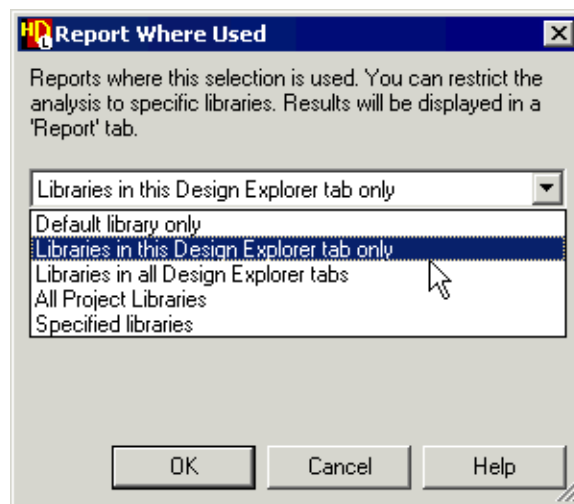 HDL Report Where Used
Reports where this selection is used. You can restrict the
analysis to specific libraries. Results will be displayed in a
'Report' tab.
Libraries in this Design Explorer tab only
Default library only
Libraries in this Design Explorer tab only
Libraries in all Design Explorer tabs
All Project Libraries
Specified libraries
OK
Cancel
Help